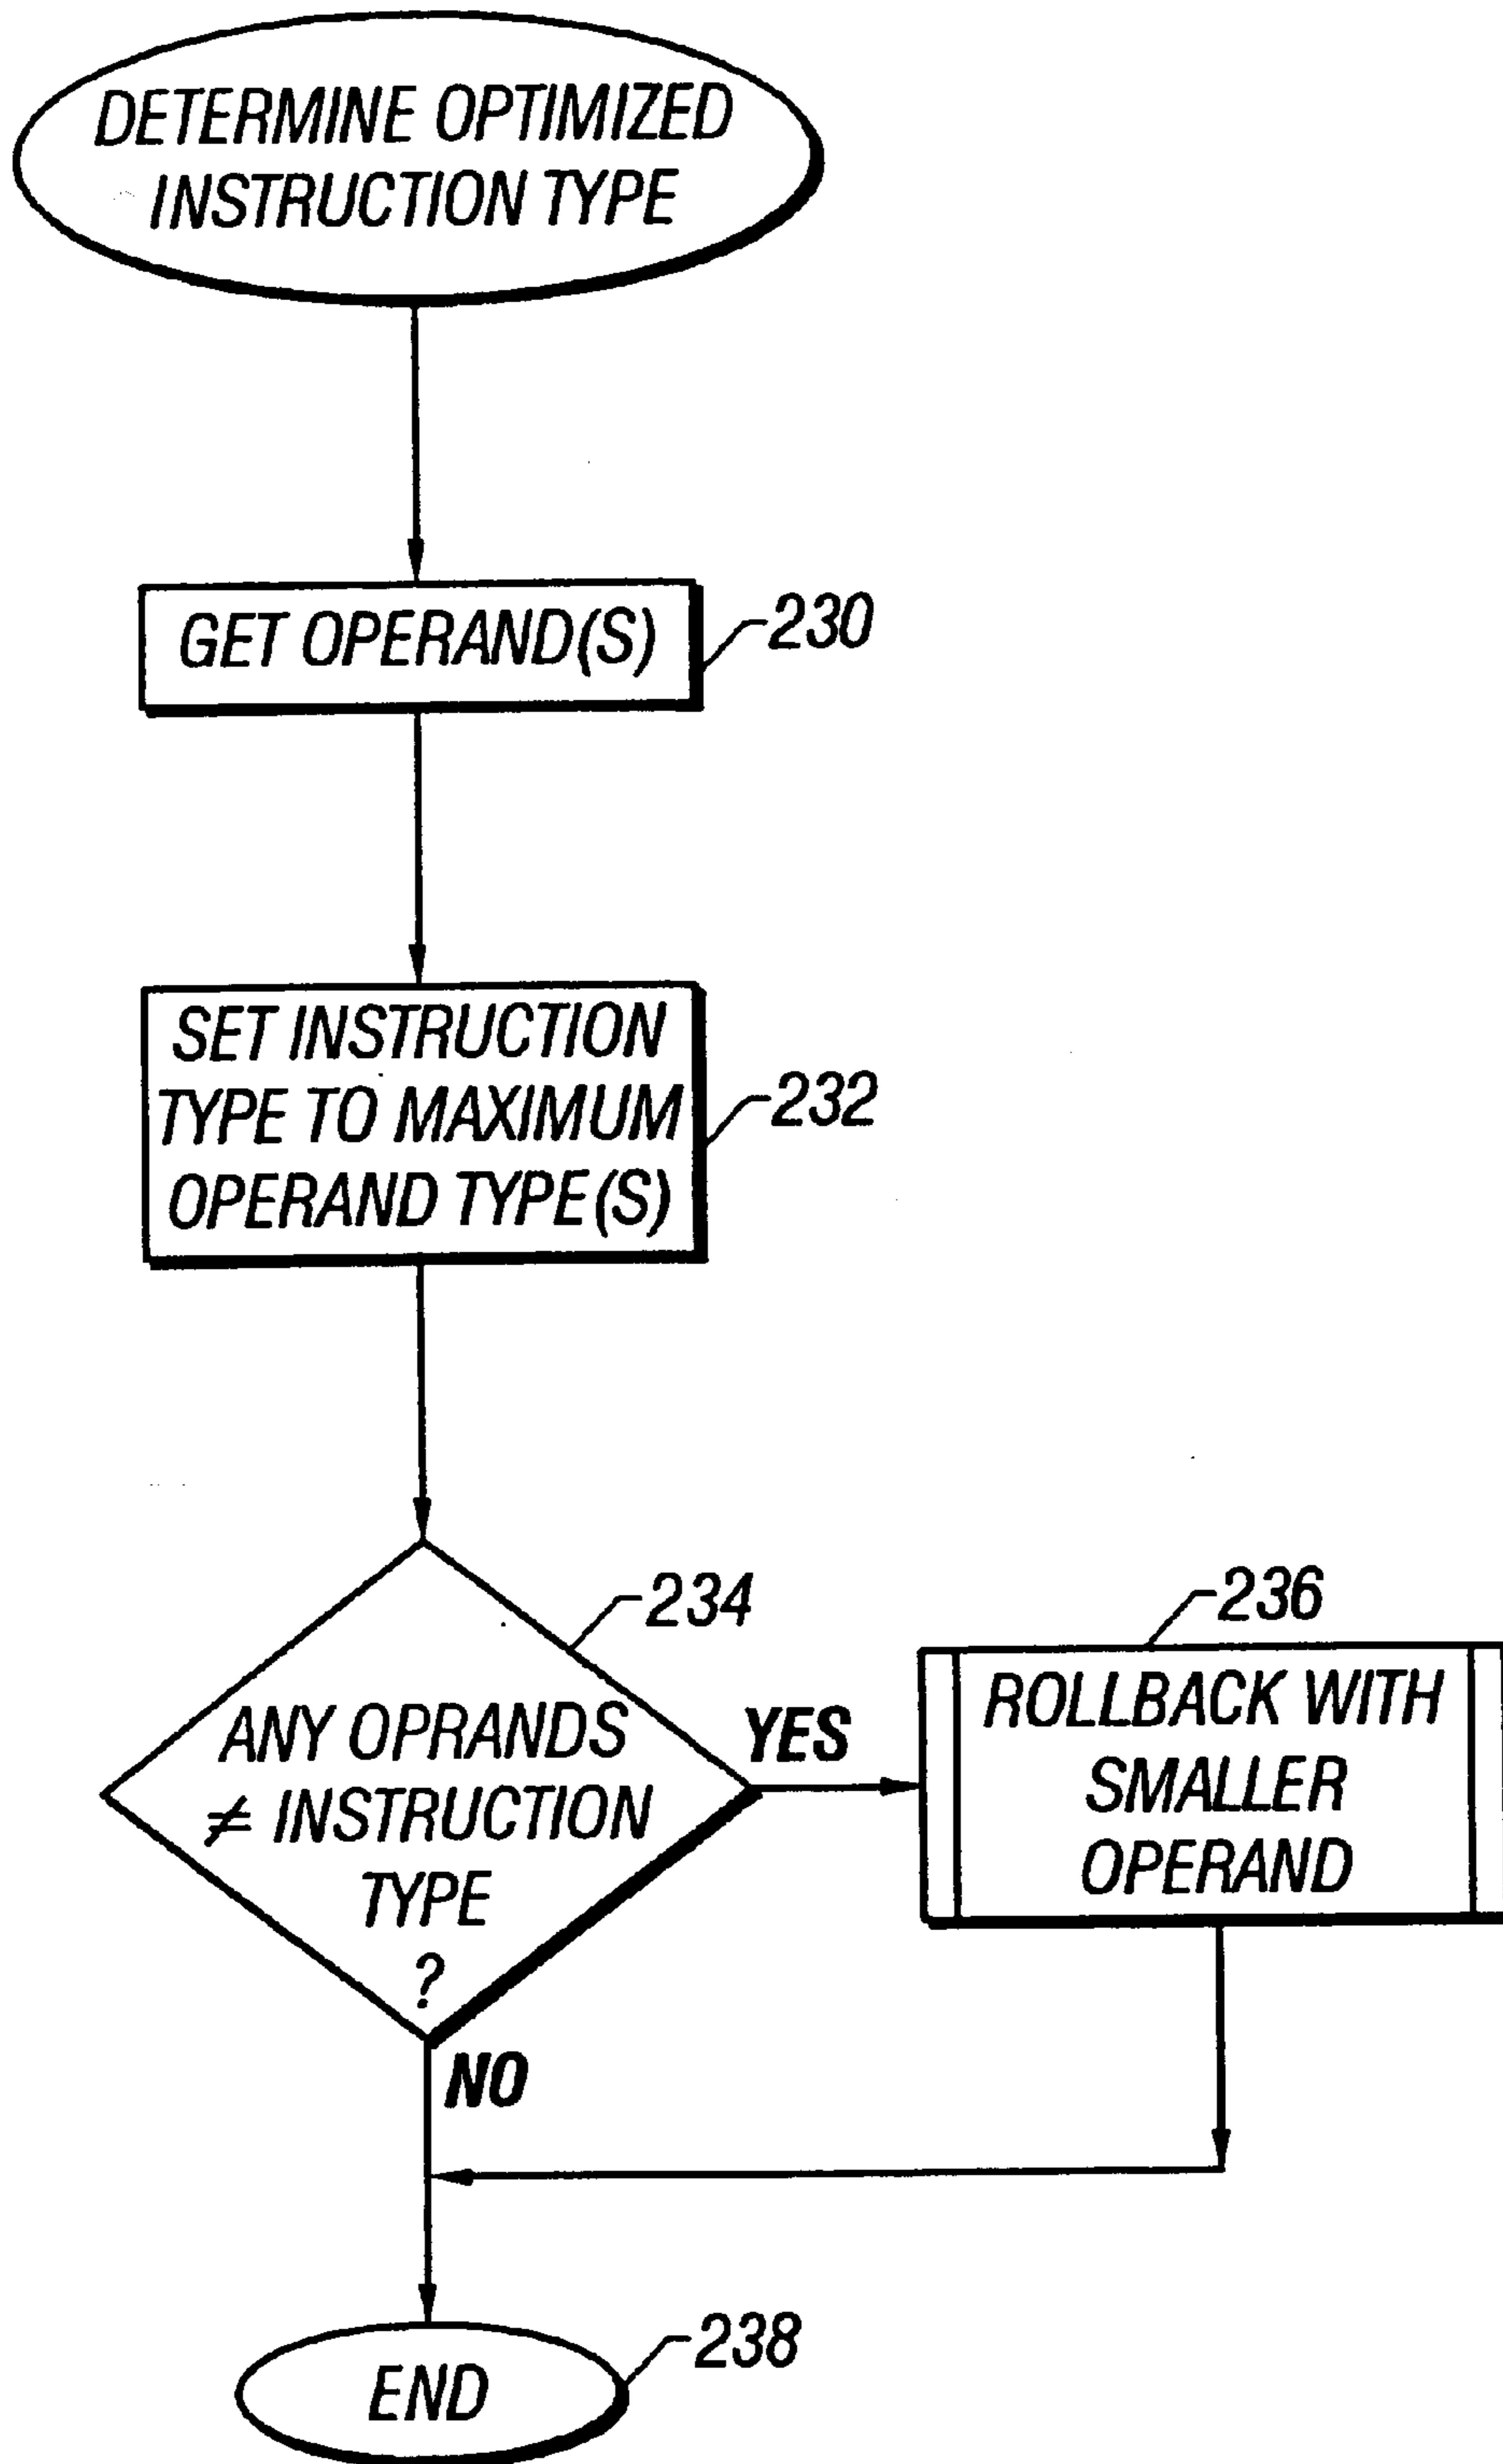 DETERMINE OPTIMIZED
INSTRUCTION TYPE
GET OPERAND(S)
230
SET INSTRUCTION
TYPE TO MAXIMUM
OPERAND TYPE(S)
232
234
ANY OPRANDS
≠ INSTRUCTION
TYPE
?
YES
NO
236
ROLLBACK WITH
SMALLER
OPERAND
END
238